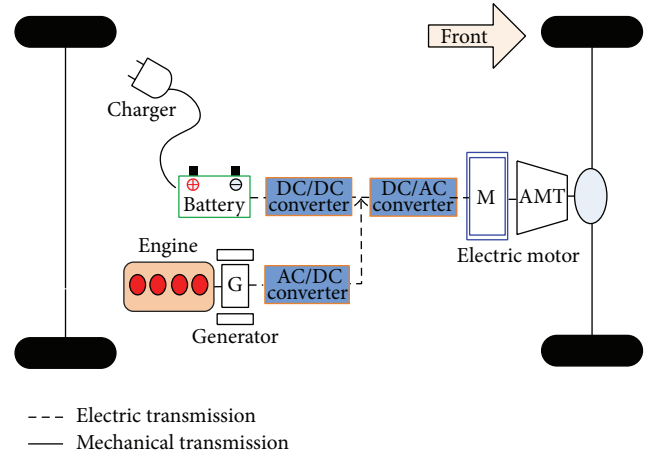 Front
Charger
DC/DC
converter
DC/AC
converter
Battery
M
AMT
Electric motor
Engine
G
AC/DC
converter
Generator
Electric transmission
Mechanical transmission